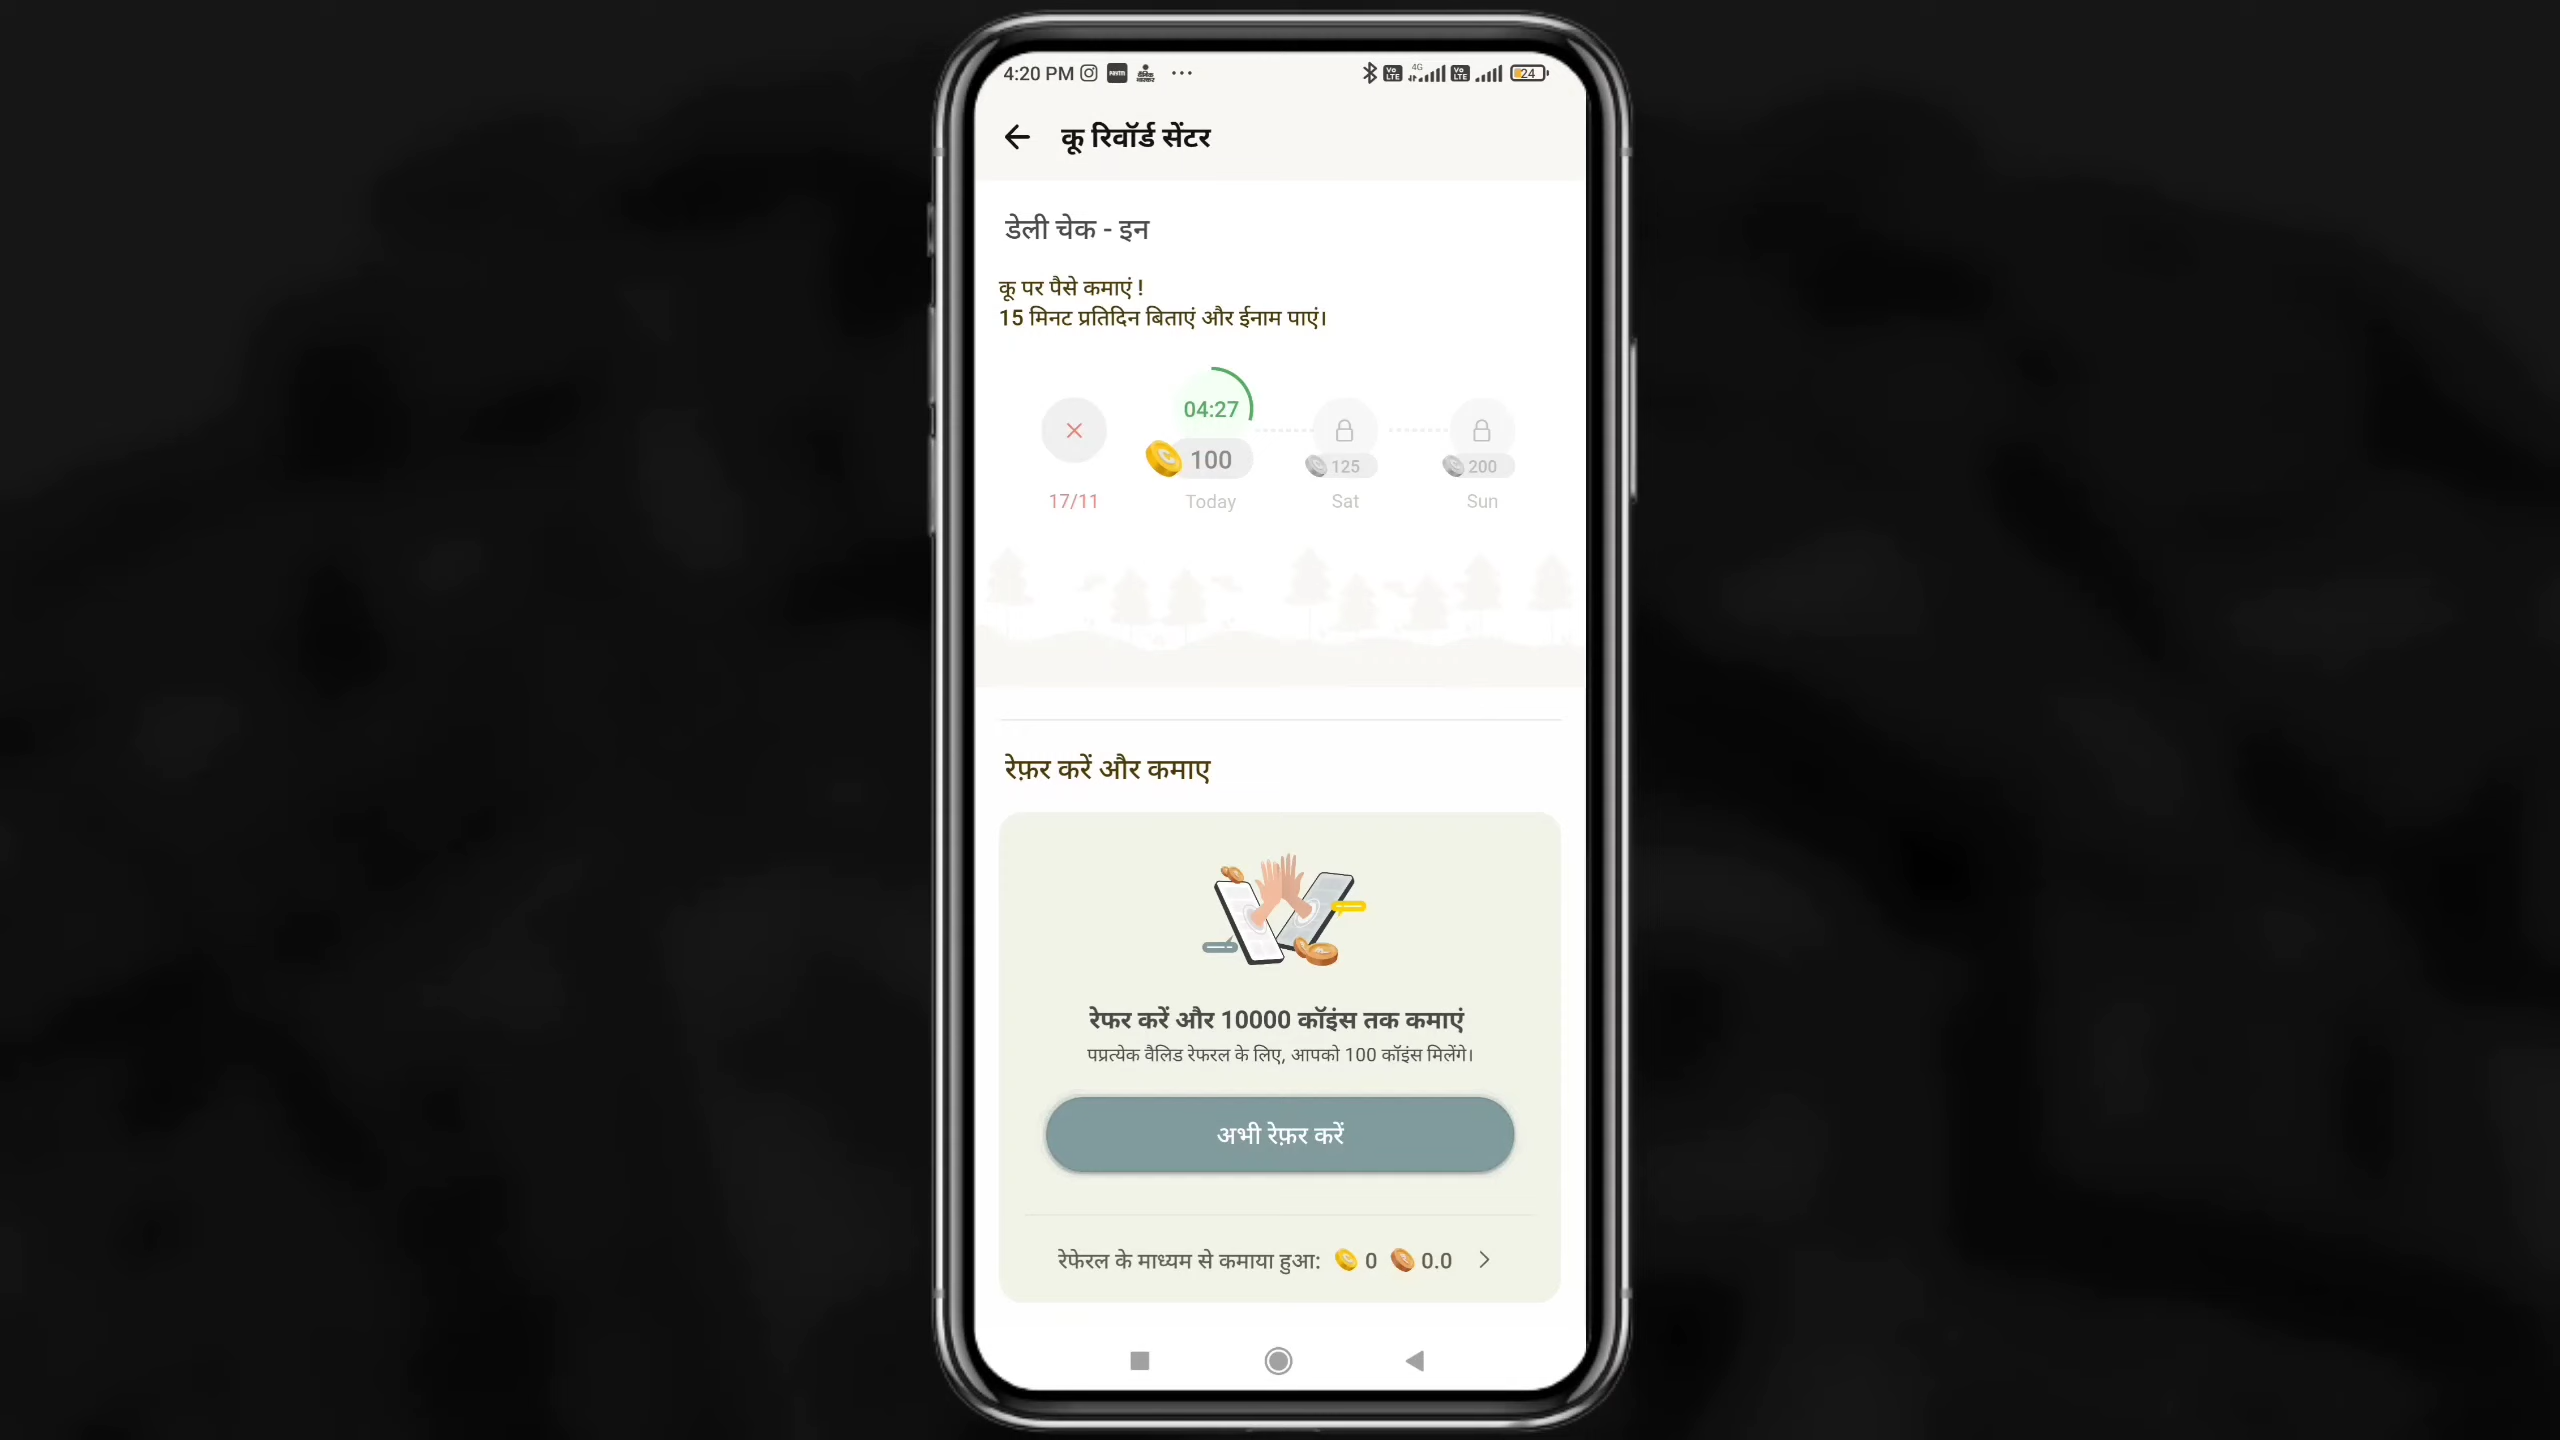 4:20 PM
24
कू रिवॉर्ड सेंटर
डेली चेक - इन
कू पर पैसे कमाएं !
15 मिनट प्रतिदिन बिताएं और ईनाम पाएं।
04:27
100
125
200
17/11
Today
Sat
Sun
रेफ़र करें और कमाए
रेफर करें और 10000 कॉइंस तक कमाएं
पप्रत्येक वैलिड रेफरल के लिए, आपको 100 कॉइंस मिलेंगे।
अभी रेफ़र करें
रेफेरल के माध्यम से कमाया हुआ: 0 0.0